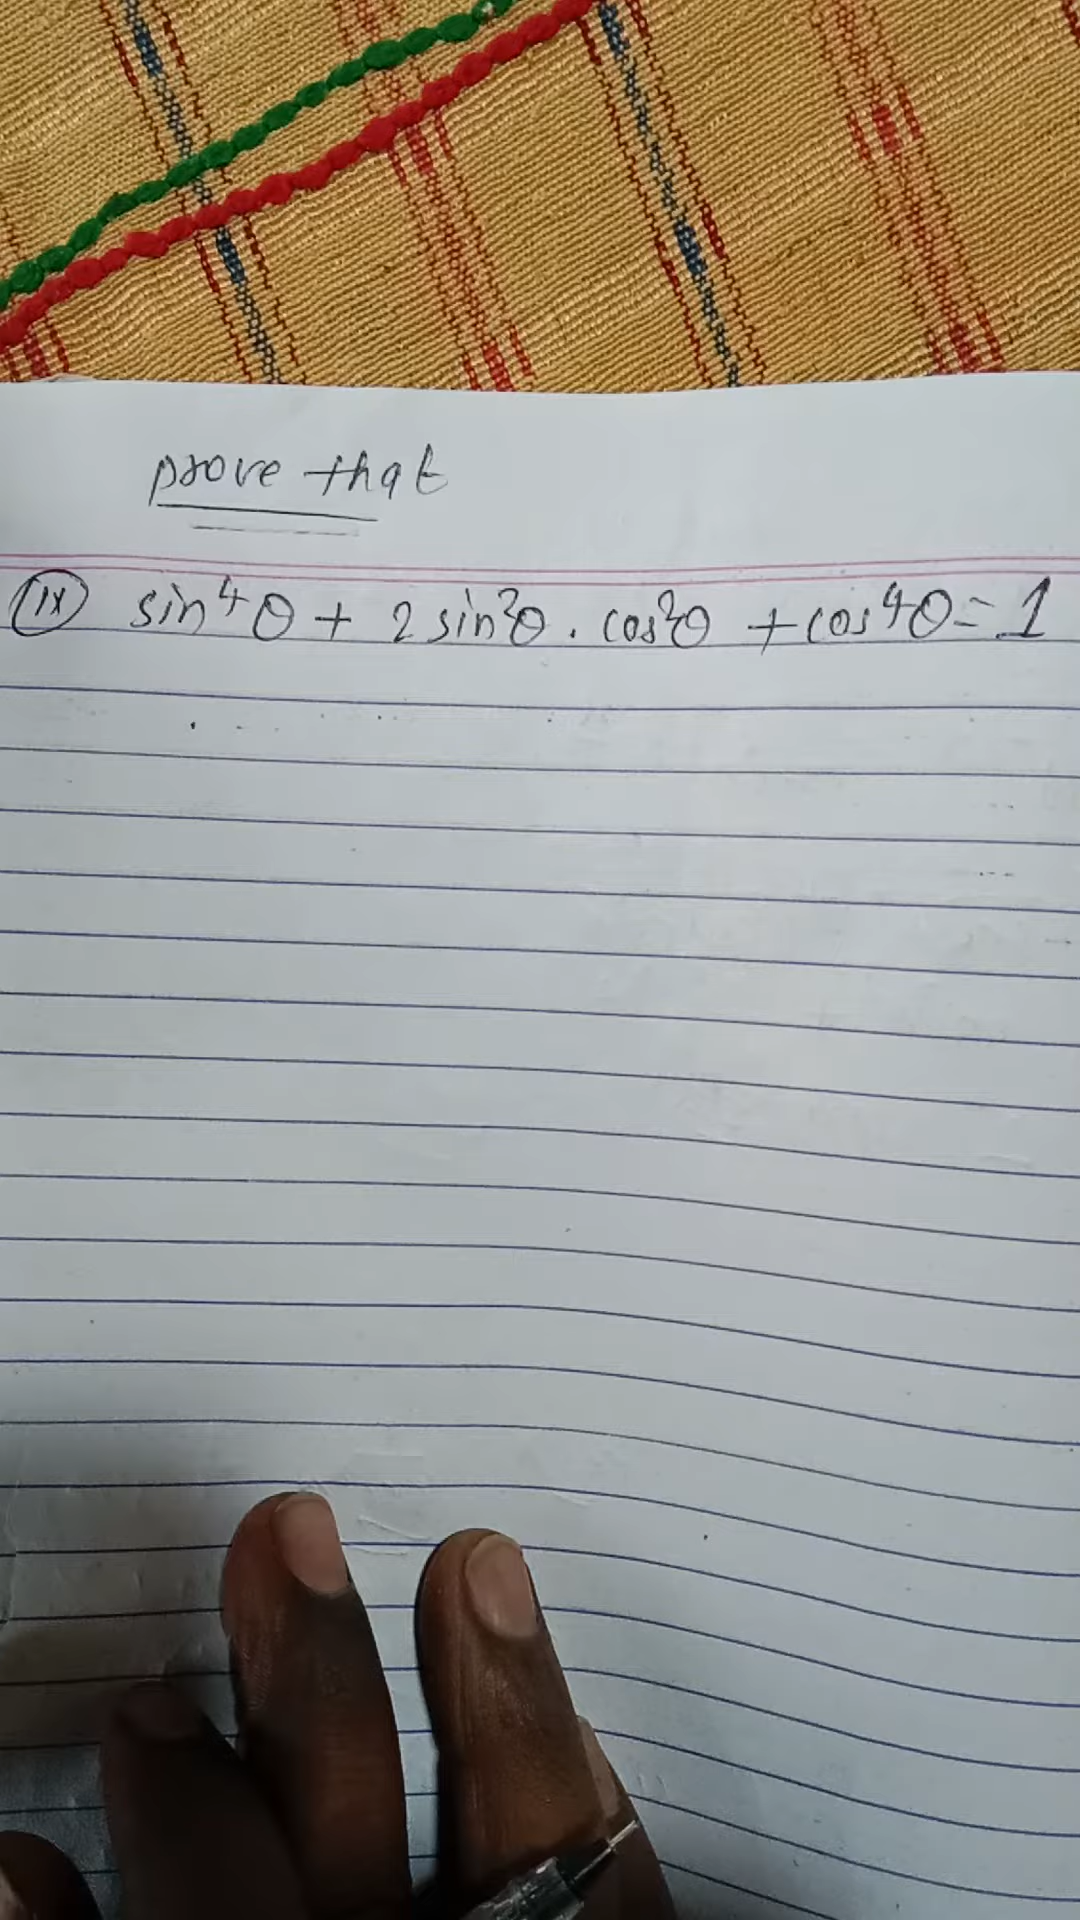 prove that
(ix) sin⁴θ + 2 sin²θ . cos²θ + cos⁴θ = 1